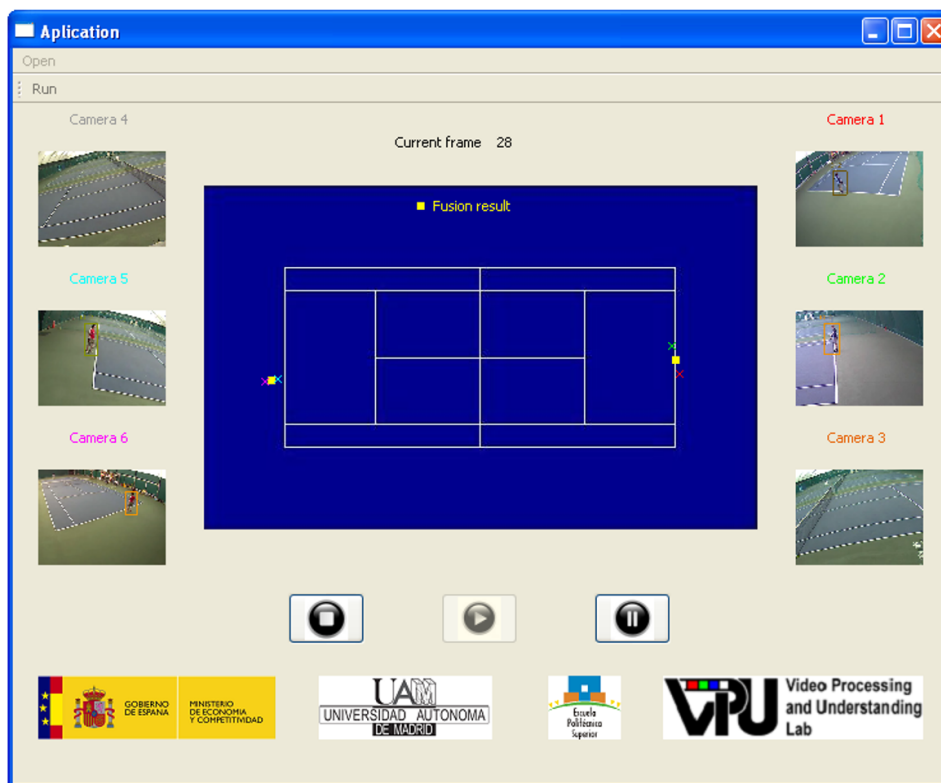 Aplication
Open
Run
Camera 4
Current frame 28
Camera 1
Fusion result
Camera 5
Camera 2
Camera 6
Camera 3
GOBIERNO
DE ESPAÑA
MINISTERIO
DE ECONOMIA
Y COMPETITIVIDAD
UAM
UNIVERSIDAD AUTONOMA
DE MADRID
Escuela
Politécnica
Superior
VPU
Video Processing
and Understanding
Lab